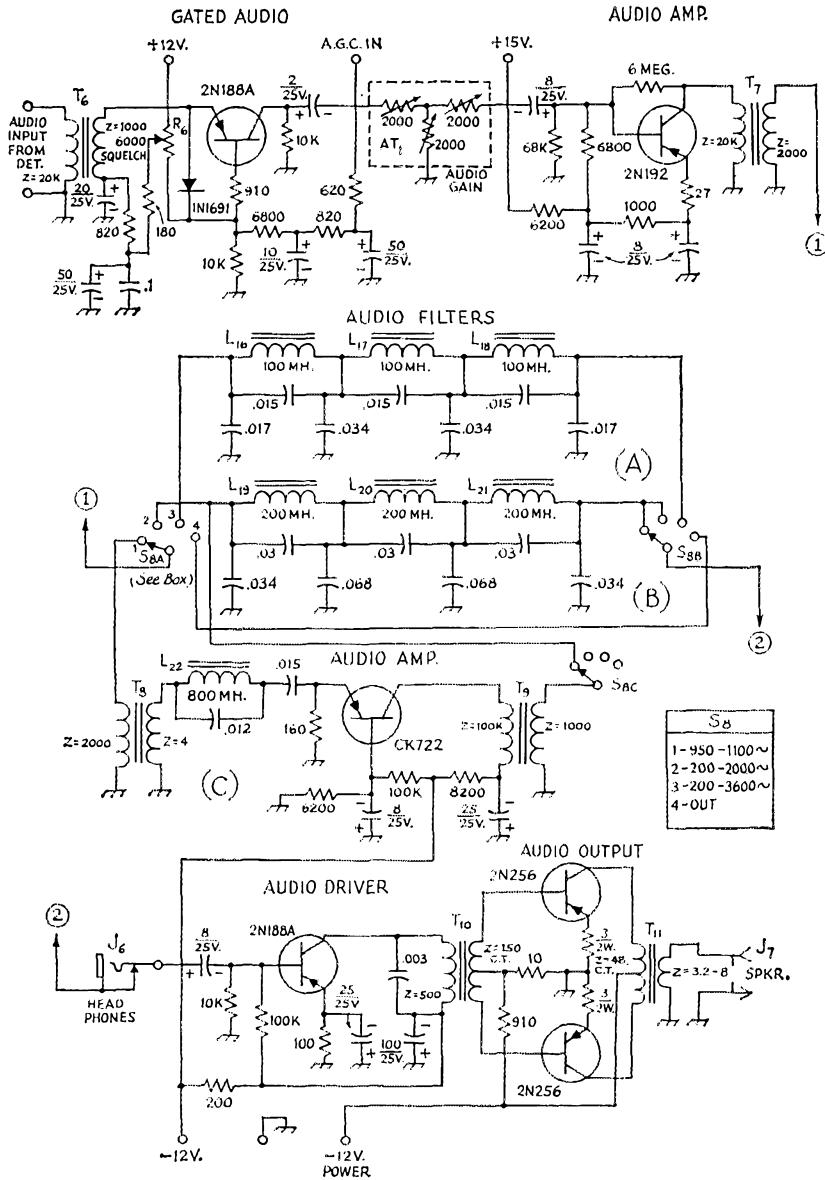 GATED AUDIO
AUDIO AMP.
+12V.
A.G.C. IN
+15V.
2N188A
2
25V.
+
-
8
25V.
+
-
6 MEG.
T6
T7
AUDIO
INPUT
FROM
DET.
Z=20K
Z=1000
6000
SQUELCH
R6
10K
2000
2000
AT1
2000
AUDIO
GAIN
68K
6800
2N192
Z=20K
Z=
2000
20
25V.
+
-
820
180
1N1691
910
6800
820
620
6200
1000
27
1
50
25V.
+
-
.1
10K
10
25V.
+
-
+
-
50
25V.
+
-
8
25V.
+
-
AUDIO FILTERS
L16
L17
L18
100 MH.
100 MH.
100 MH.
.015
.015
.015
.017
.034
.034
.017
(A)
L19
L20
L21
200 MH.
200 MH.
200 MH.
.03
.03
.03
.034
.068
.068
.034
(B)
1
2
3
4
1
S8A
(See Box)
S8B
2
AUDIO AMP.
S8C
L22
800 MH.
.012
.015
T8
Z=2000
Z=4
160
CK722
T9
Z=100K
Z=1000
(C)
6200
100K
8200
-
8
25V.
+
25
25V.
-
+
S8
1-950-1100~
2-200-2000~
3-200-3600~
4-OUT
AUDIO OUTPUT
AUDIO DRIVER
2N256
2
J6
HEAD
PHONES
8
25V.
+
-
2N188A
10K
100K
100
25
25V
-
+
.003
100
25V.
-
+
Z=500
T10
Z=150
C.T.
10
910
3
2W.
Z=48
C.T.
3
2W.
T11
Z=3.2-8
J7
SPKR.
2N256
200
-12V.
-12V.
POWER